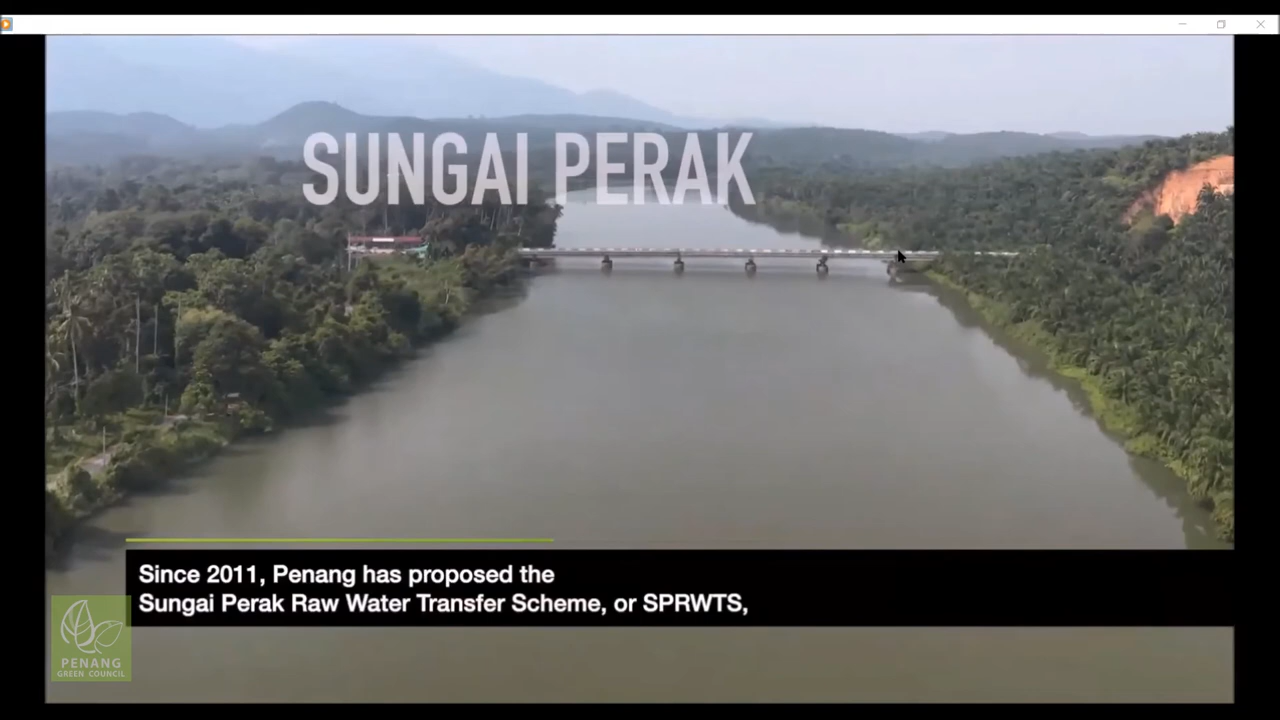 SUNGAI PERAK
Since 2011, Penang has proposed the
Sungai Perak Raw Water Transfer Scheme, or SPRWTS,
PENANG
GREEN COUNCIL